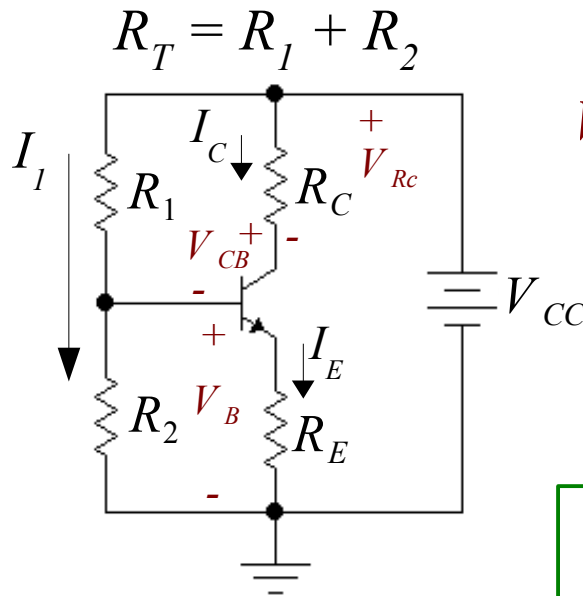 R_T = R_1 + R_2
I_1
I_C
+
V_Rc
R_1
R_C
V_CB
+
-
-
V_CC
+
I_E
R_2
V_B
R_E
-